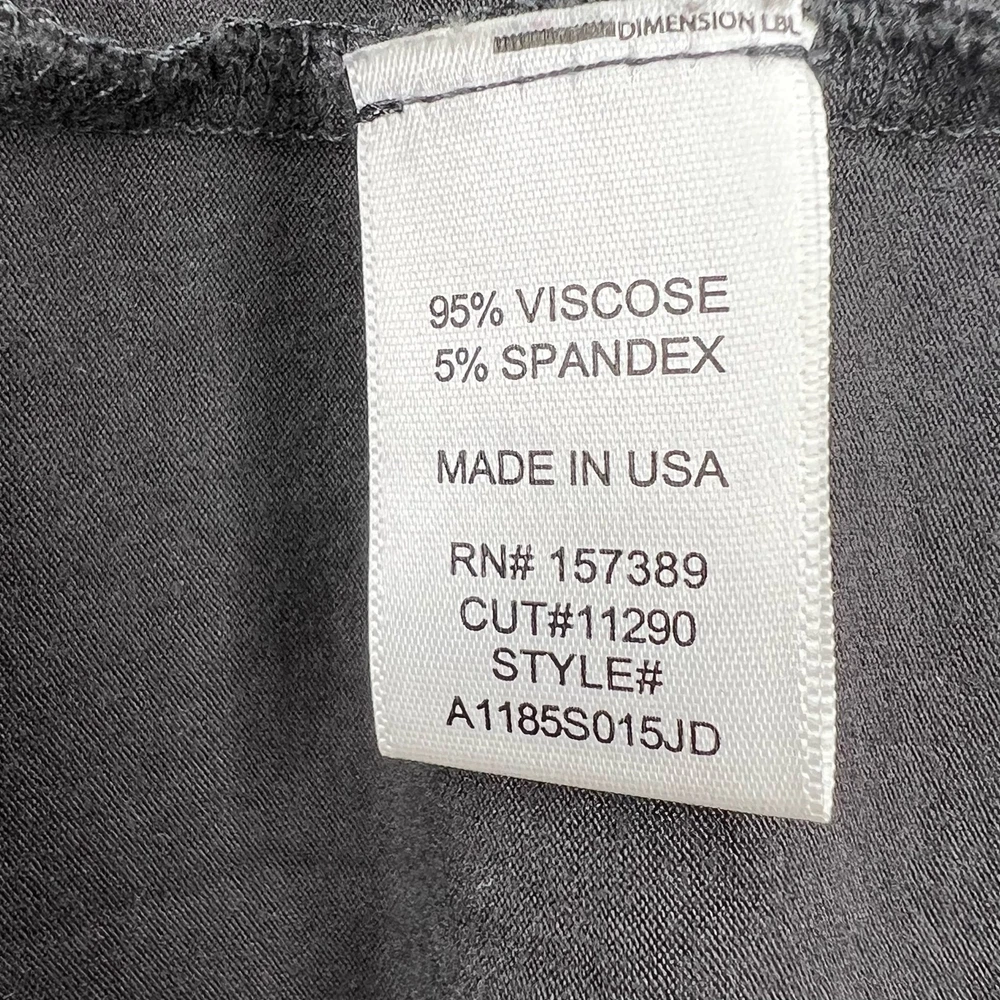 DIMENSION LBL
95% VISCOSE
5% SPANDEX
MADE IN USA
RN# 157389
CUT#11290
STYLE#
A1185S015JD